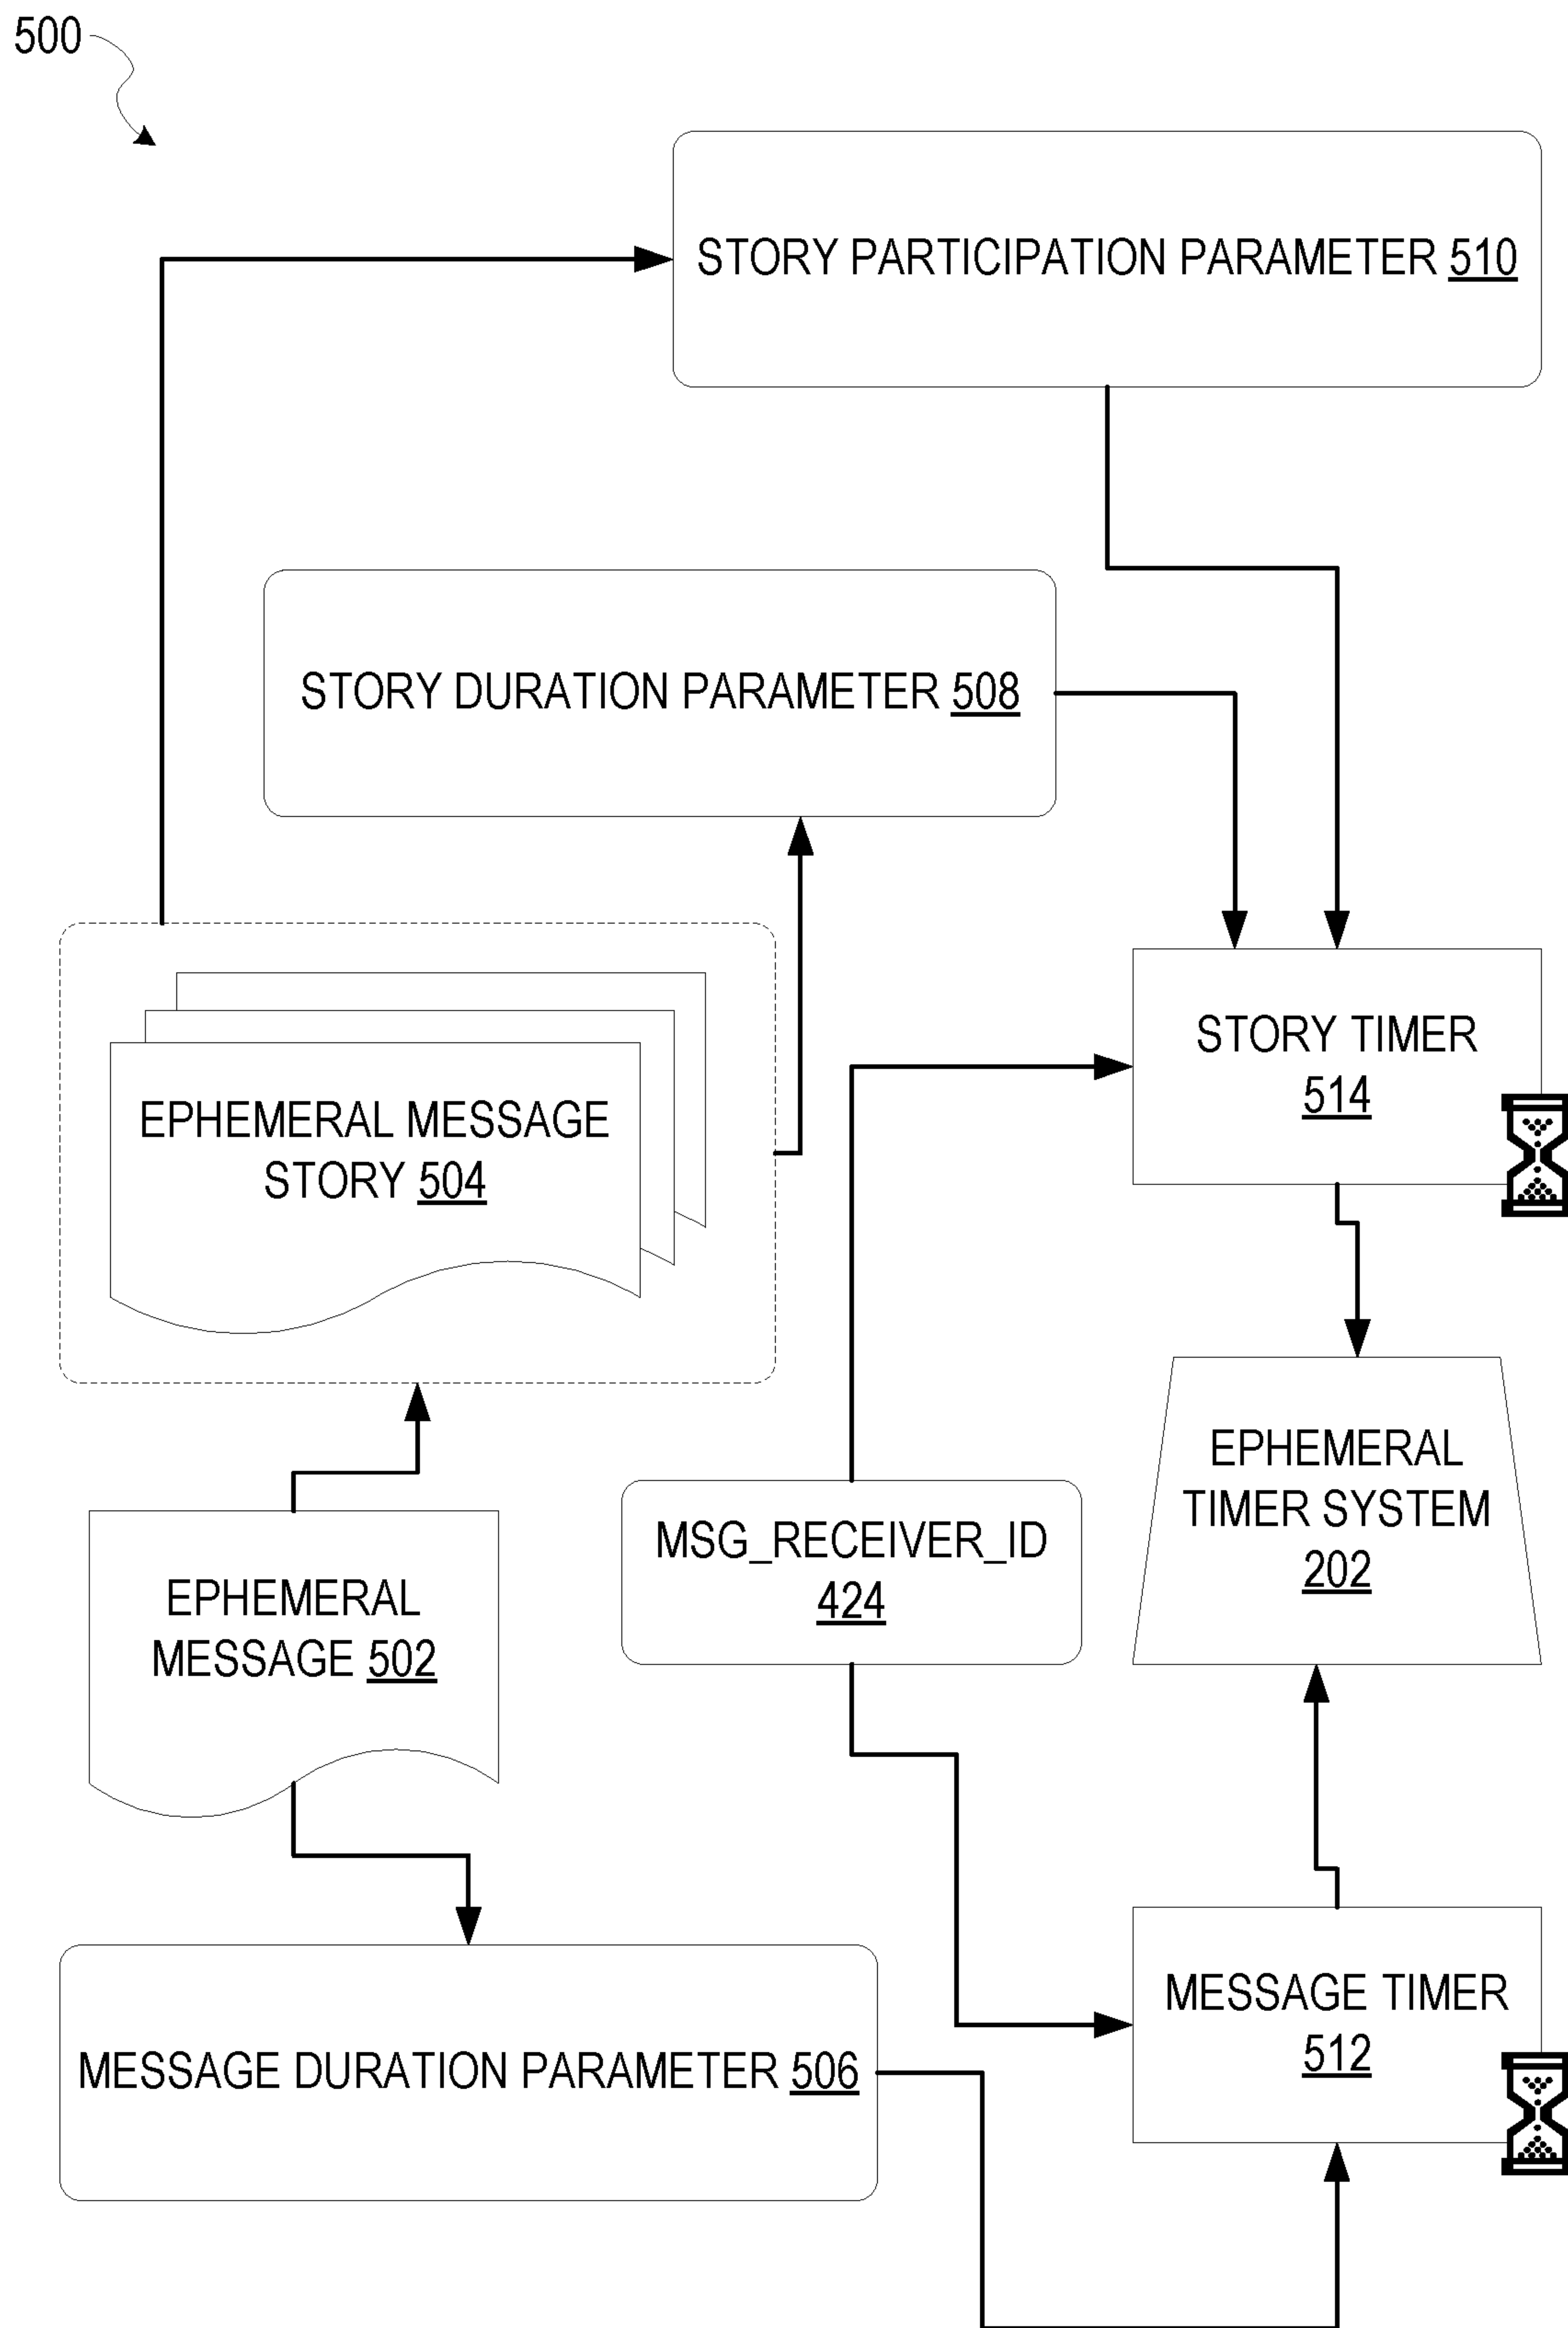 500
STORY PARTICIPATION PARAMETER 510
STORY DURATION PARAMETER 508
STORY TIMER
514
EPHEMERAL MESSAGE
STORY 504
EPHEMERAL
TIMER SYSTEM
202
MSG_RECEIVER_ID
424
EPHEMERAL
MESSAGE 502
MESSAGE TIMER
512
MESSAGE DURATION PARAMETER 506